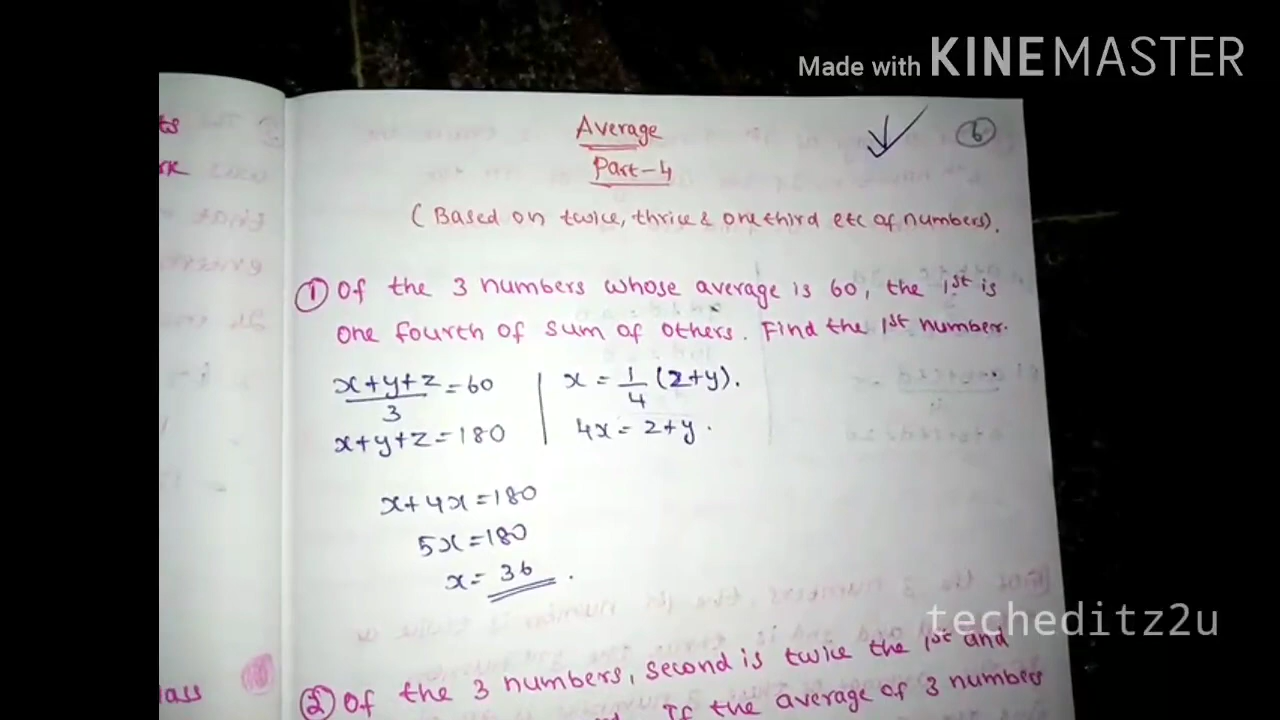 Made with KINEMASTER
ts
Average
6
Part-4
(Based on twice, thrice & one third etc of numbers).
① Of the 3 numbers whose average is 60, the 1st is
one fourth of sum of others. Find the 1st number.
x+y+z/3 = 60 | x = 1/4 (z+y).
x+y+z=180 | 4x = z+y.
x+4x=180
5x=180
x= 36.
techeditz2u
② Of the 3 numbers, second is twice the 1st and
If the average of 3 numbers